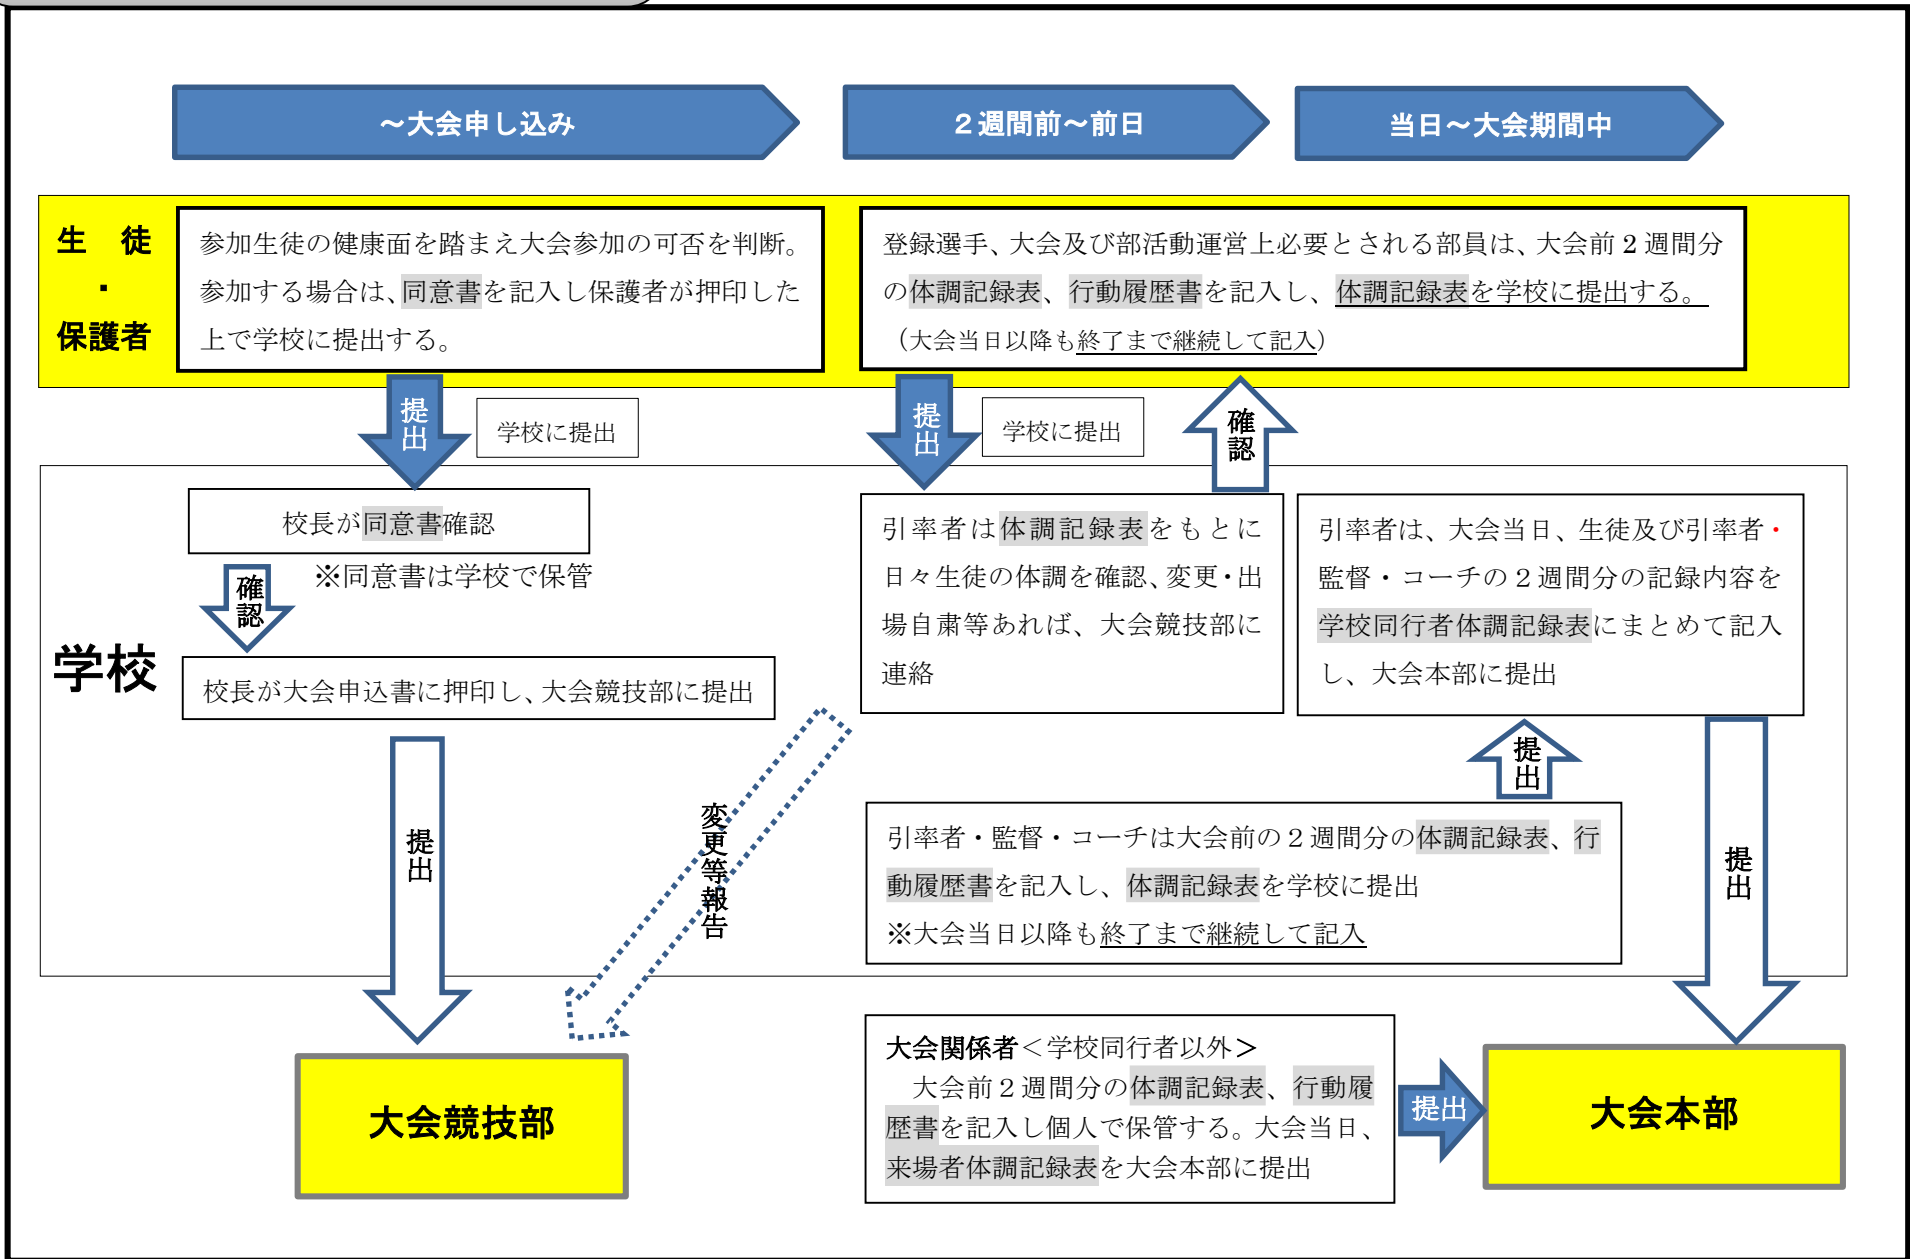 ～大会申し込み
２週間前～前日
当日～大会期間中
生　徒
・
保護者
参加生徒の健康面を踏まえ大会参加の可否を判断。
参加する場合は、同意書を記入し保護者が押印した
上で学校に提出する。
登録選手、大会及び部活動運営上必要とされる部員は、大会前２週間分
の体調記録表、行動履歴書を記入し、体調記録表を学校に提出する。
（大会当日以降も終了まで継続して記入）
提出
学校に提出
提出
学校に提出
確認
学校
校長が同意書確認
※同意書は学校で保管
確認
校長が大会申込書に押印し、大会競技部に提出
引率者は体調記録表をもとに
日々生徒の体調を確認、変更・出
場自粛等あれば、大会競技部に
連絡
引率者は、大会当日、生徒及び引率者・
監督・コーチの２週間分の記録内容を
学校同行者体調記録表にまとめて記入
し、大会本部に提出
提出
変更等報告
提出
引率者・監督・コーチは大会前の２週間分の体調記録表、行
動履歴書を記入し、体調記録表を学校に提出
※大会当日以降も終了まで継続して記入
提出
大会競技部
大会関係者＜学校同行者以外＞
大会前２週間分の体調記録表、行動履
歴書を記入し個人で保管する。大会当日、
来場者体調記録表を大会本部に提出
提出
大会本部